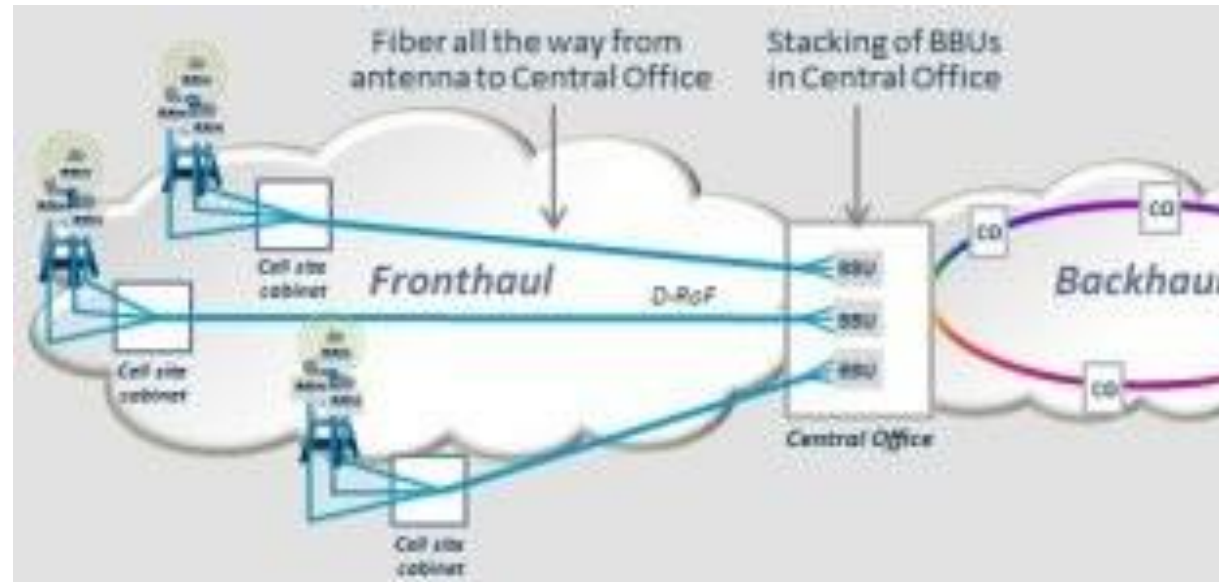 Fiber all the way from
antenna to Central Office
Stacking of BBUs
in Central Office
CO
CO
Cell site
cabinet
Fronthaul
D-RoF
BBU
BBU
BBU
Backhaul
Cell site
cabinet
CO
Central Office
Cell site
cabinet